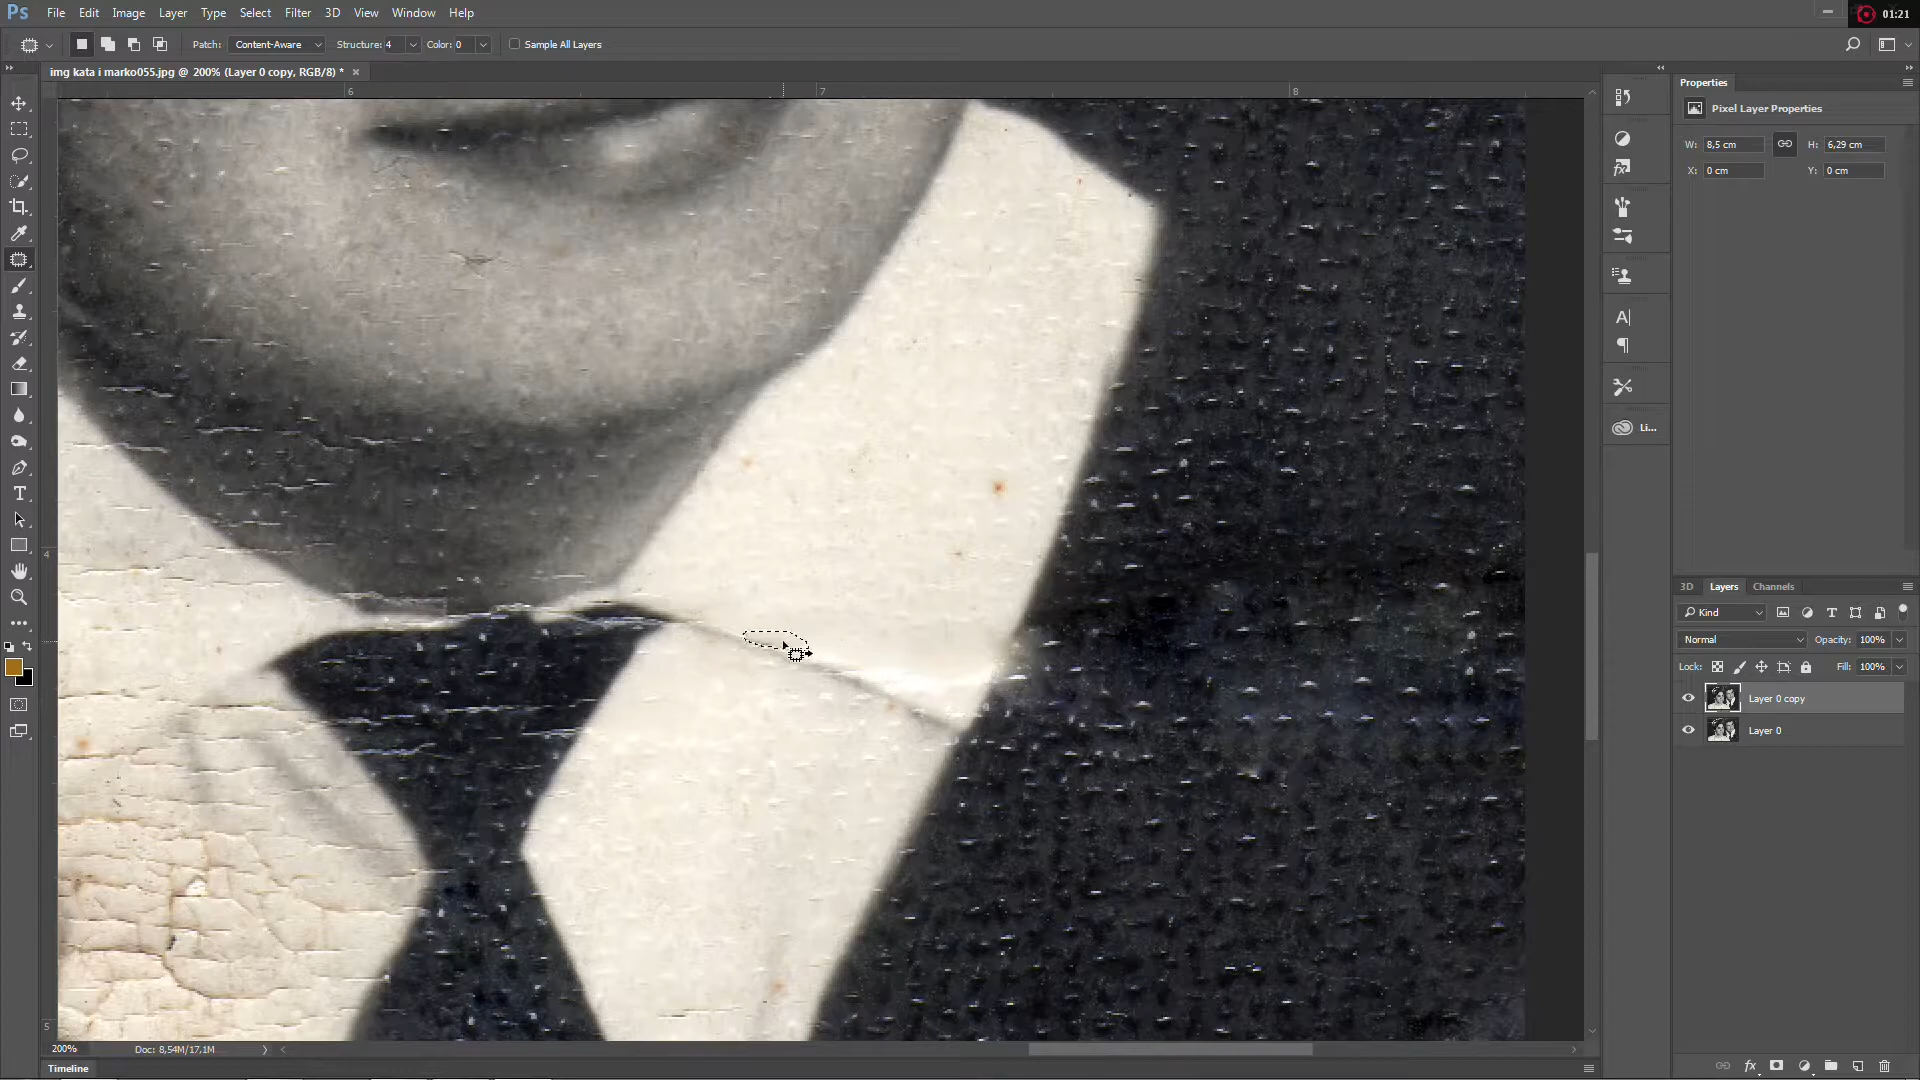 Ps File Edit Image Layer Type Select Filter 3D View Window Help
01:21
Patch: Content-Aware Structure: 4 Color: 0 Sample All Layers
img kata i marko055.jpg @ 200% (Layer 0 copy, RGB/8) * ×
6 7 8
4
5
Li...
Properties
Pixel Layer Properties
W: 8,5 cm H: 6,29 cm
X: 0 cm Y: 0 cm
3D Layers Channels
Kind
Normal Opacity: 100%
Lock: Fill: 100%
Layer 0 copy
Layer 0
200% Doc: 8,54M/17,1M
Timeline